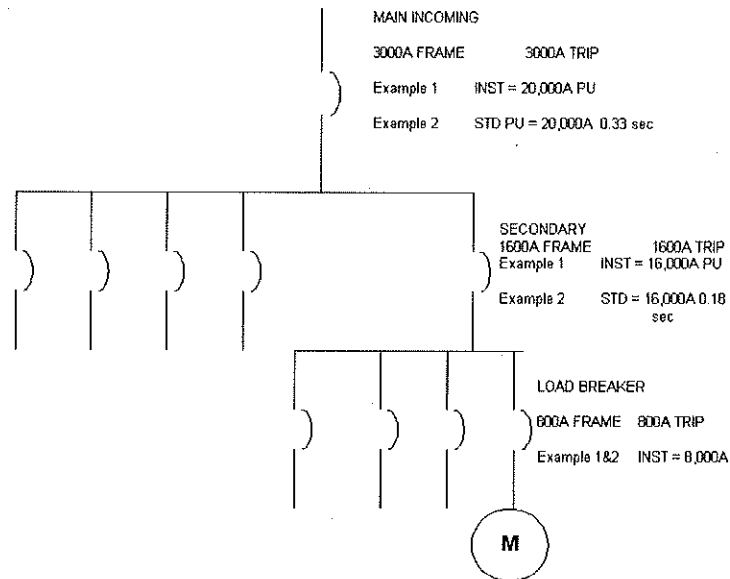 MAIN INCOMING
3000A FRAME 3000A TRIP
Example 1 INST = 20,000A PU
Example 2 STD PU = 20,000A 0.33 sec
SECONDARY
1600A FRAME 1600A TRIP
Example 1 INST = 16,000A PU
Example 2 STD = 16,000A 0.18
sec
LOAD BREAKER
800A FRAME 800A TRIP
Example 1&2 INST = 8,000A
M